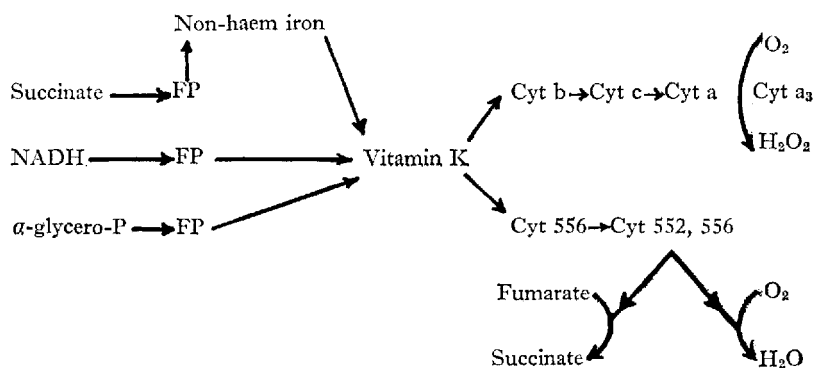 Non-haem iron
O₂
Succinate → FP Cyt b→Cyt c→Cyt a Cyt a₃
H₂O₂
NADH → FP → Vitamin K
α-glycero-P → FP Cyt 556→Cyt 552, 556
Fumarate O₂
Succinate H₂O